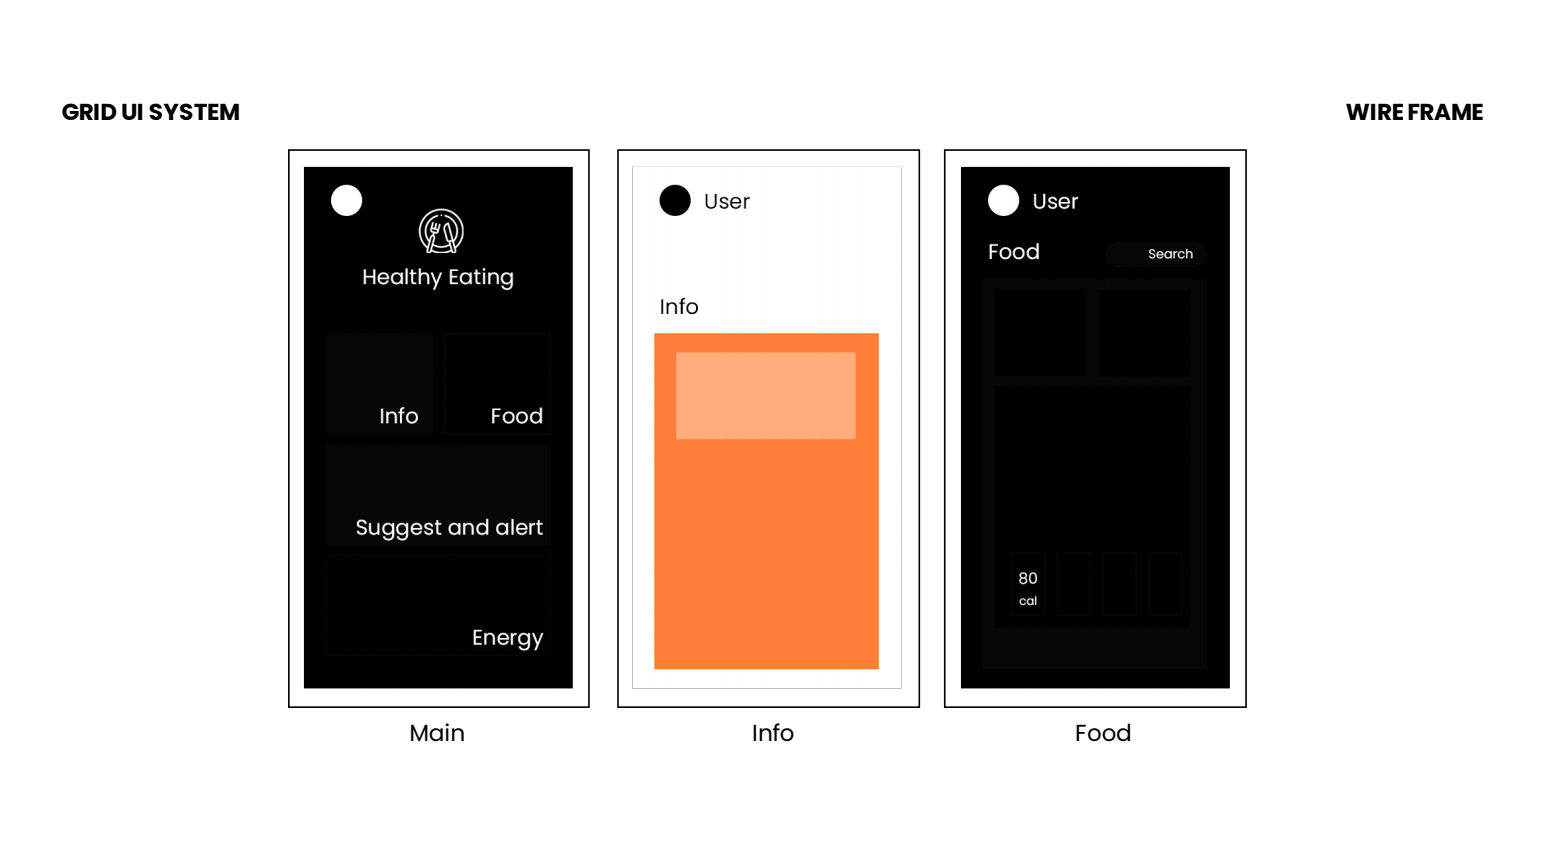 GRID UI SYSTEM
WIRE FRAME
Healthy Eating
Info
Food
Suggest and alert
Energy
Main
User
Info
Info
User
Food
Search
80
cal
Food